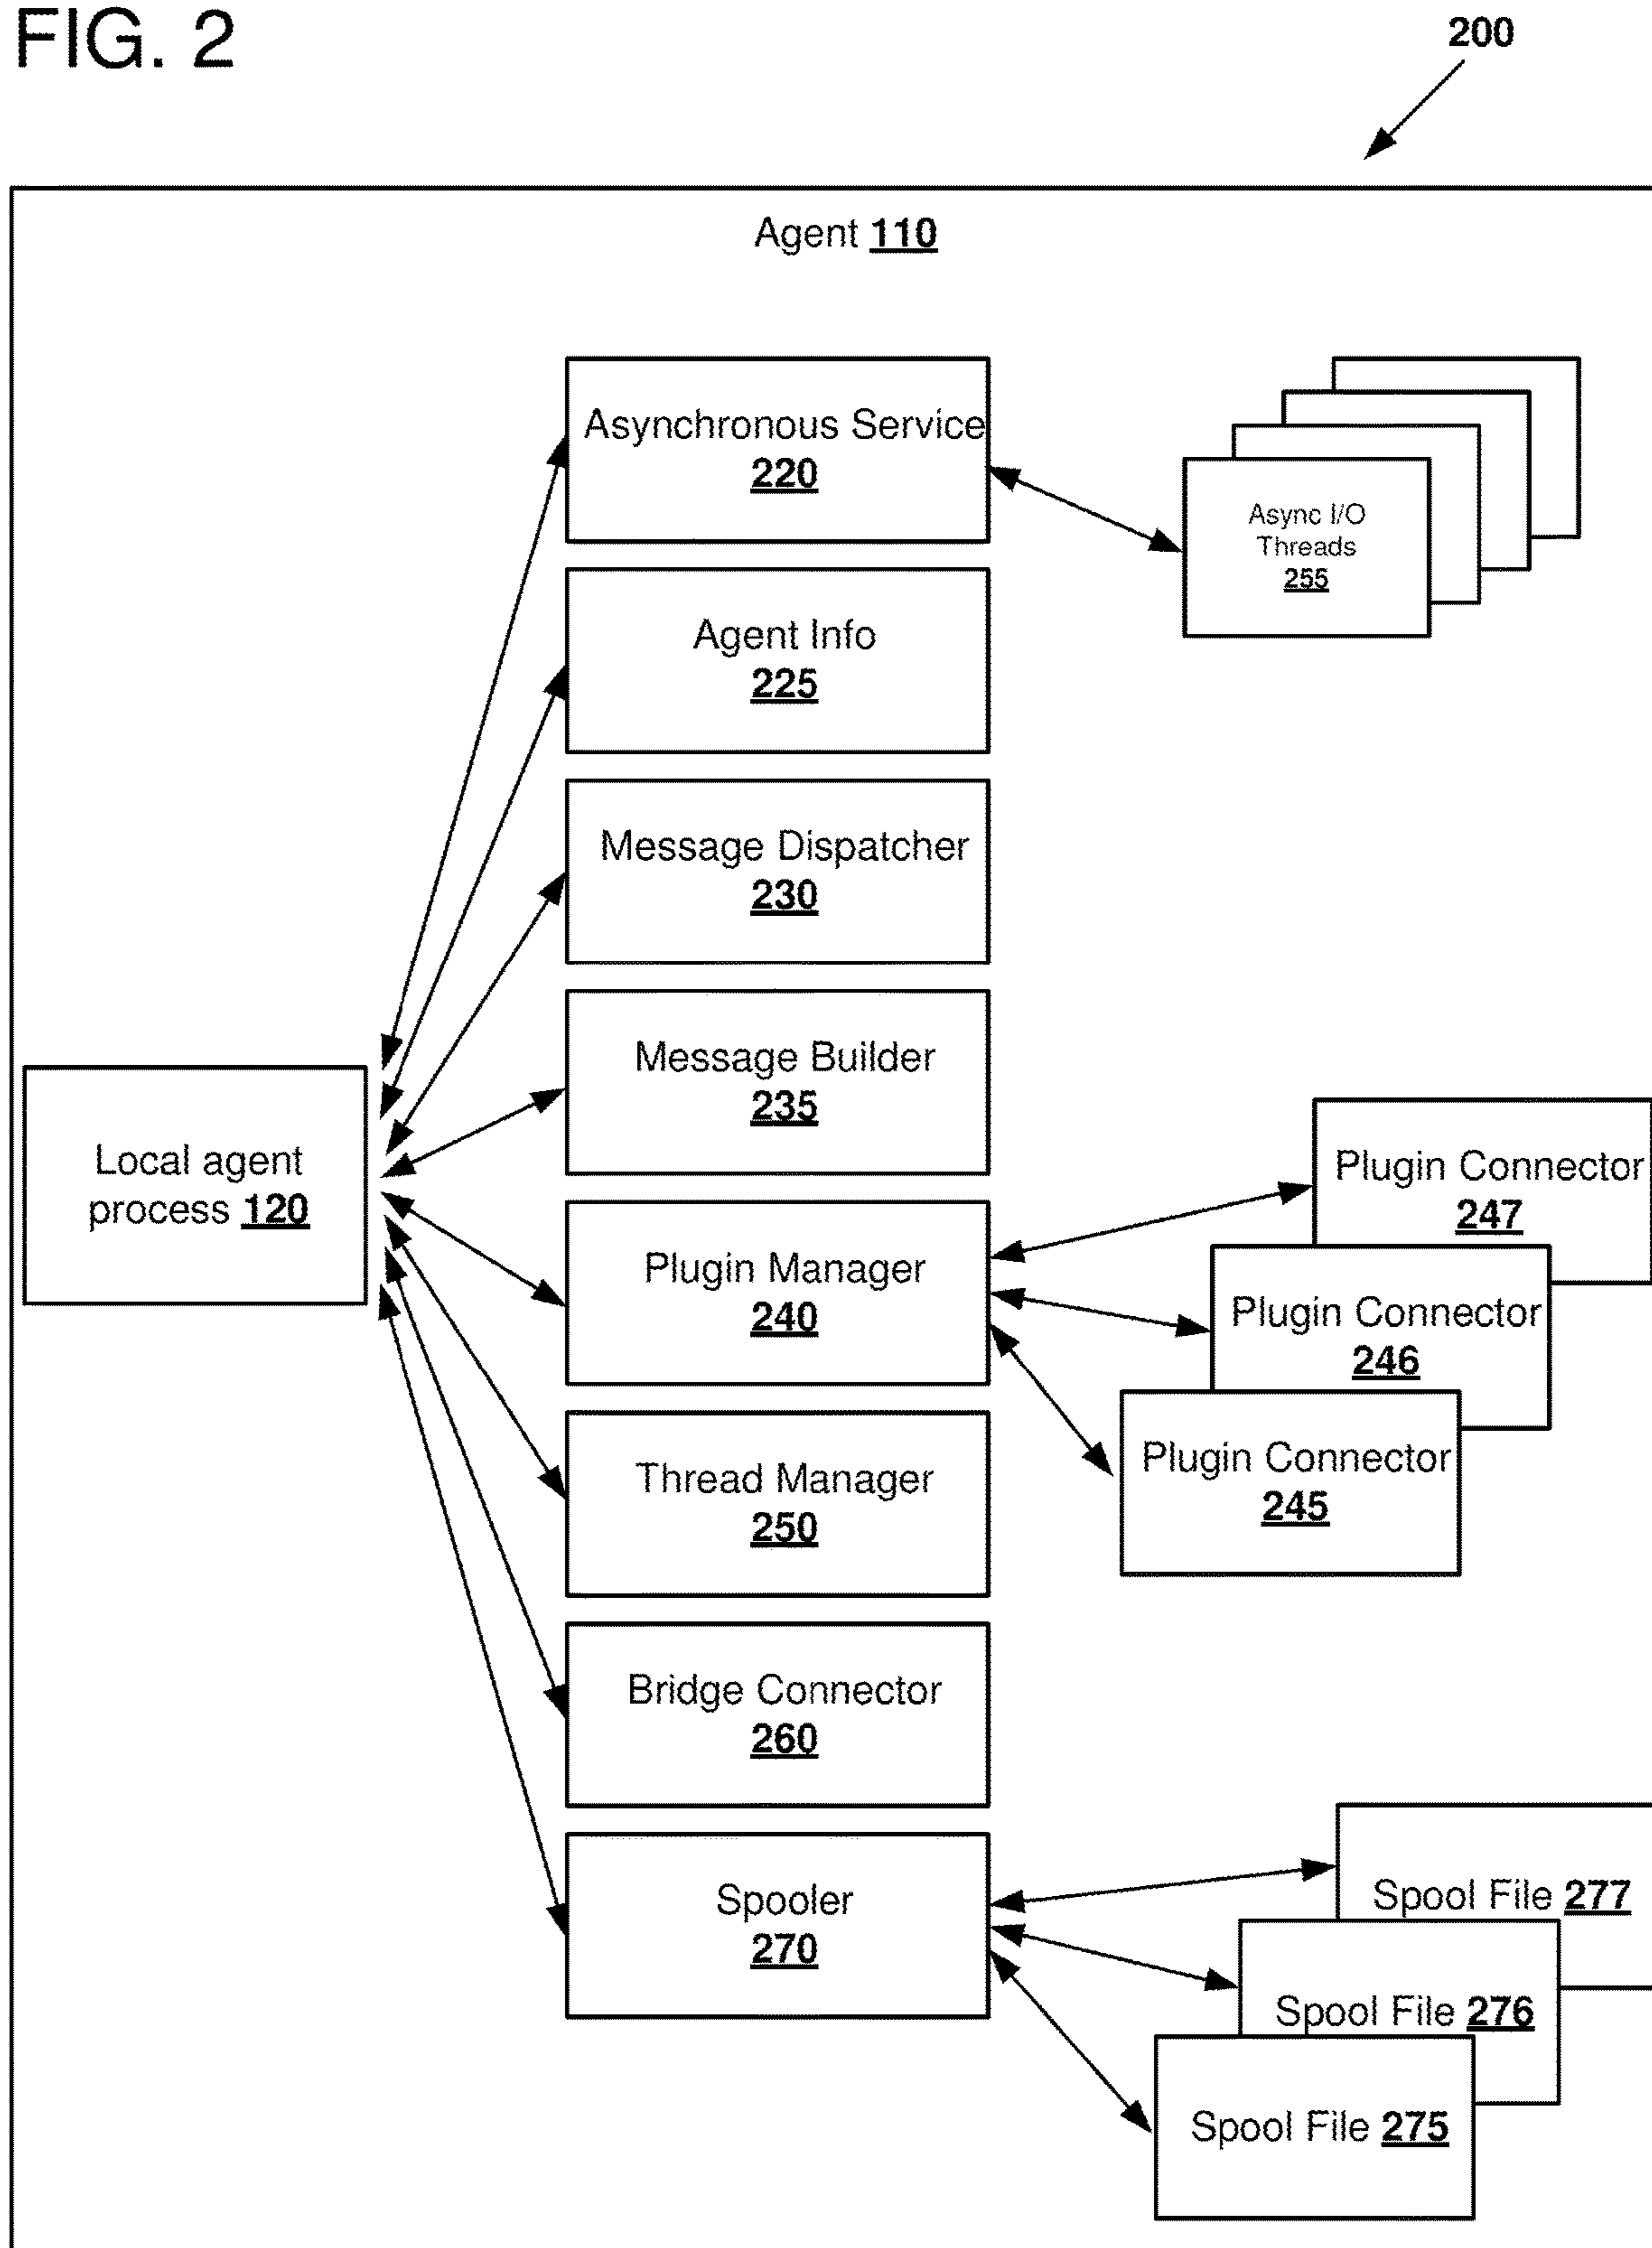 FIG. 2
200
Agent 110
Asynchronous Service
220
Async I/O
Threads
255
Agent Info
225
Message Dispatcher
230
Message Builder
235
Local agent
process 120
Plugin Manager
240
Plugin Connector
247
Plugin Connector
246
Plugin Connector
245
Thread Manager
250
Bridge Connector
260
Spooler
270
Spool File 277
Spool File 276
Spool File 275